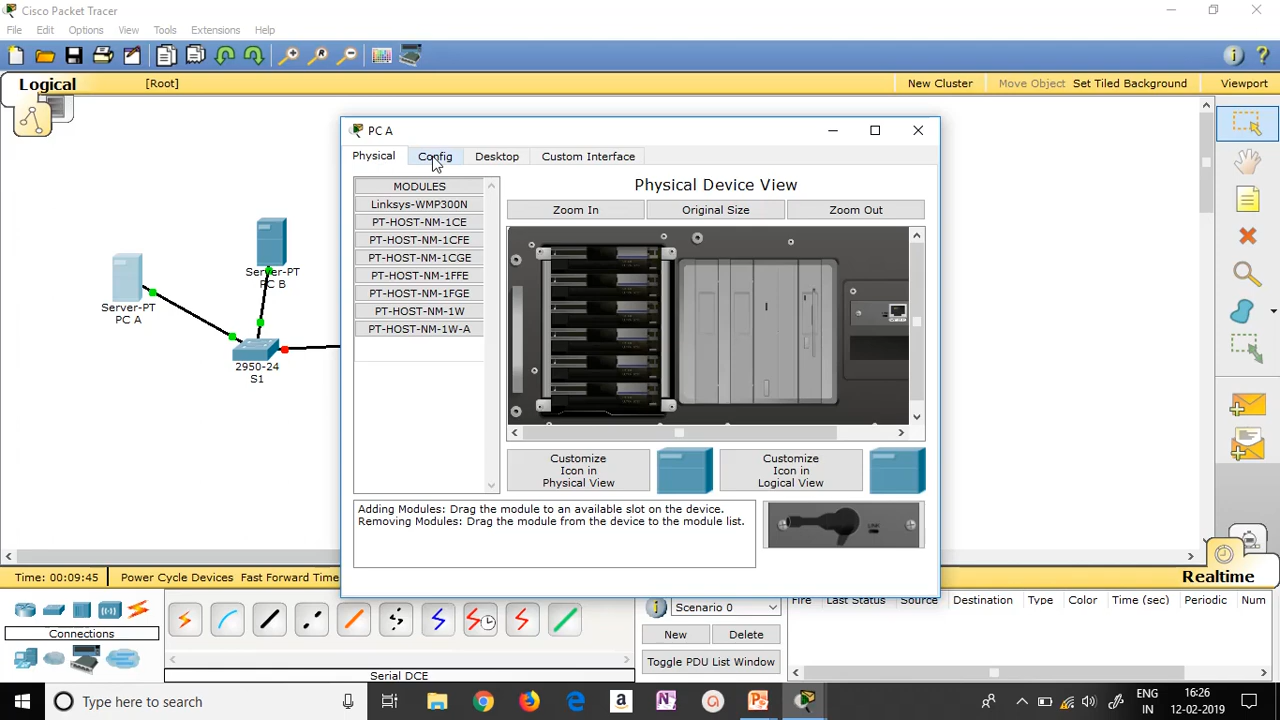 Cisco Packet Tracer
File Edit Options View Tools Extensions Help
Logical [Root] New Cluster Move Object Set Tiled Background Viewport
PC A
Physical Config Desktop Custom Interface
MODULES
Linksys-WMP300N
PT-HOST-NM-1CE
PT-HOST-NM-1CFE
PT-HOST-NM-1CGE
PT-HOST-NM-1FFE
PT-HOST-NM-1FGE
PT-HOST-NM-1W
PT-HOST-NM-1W-A
Physical Device View
Zoom In Original Size Zoom Out
Customize
Icon in
Physical View
Customize
Icon in
Logical View
Adding Modules: Drag the module to an available slot on the device.
Removing Modules: Drag the module from the device to the module list.
Server-PT
PC B
Server-PT
PC A
2950-24
S1
Time: 00:09:45 Power Cycle Devices Fast Forward Time
Realtime
Connections
Serial DCE
Scenario 0
New Delete
Toggle PDU List Window
Fire Last Status Source Destination Type Color Time (sec) Periodic Num
Type here to search
ENG
IN
16:26
12-02-2019